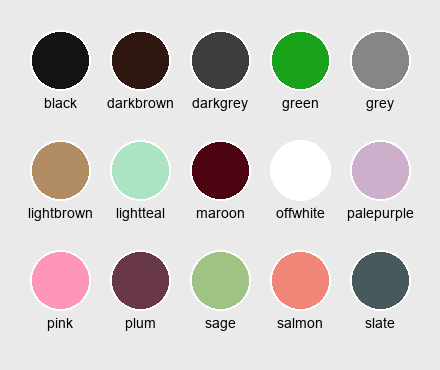 black darkbrown darkgrey green grey
lightbrown lightteal maroon offwhite palepurple
pink plum sage salmon slate